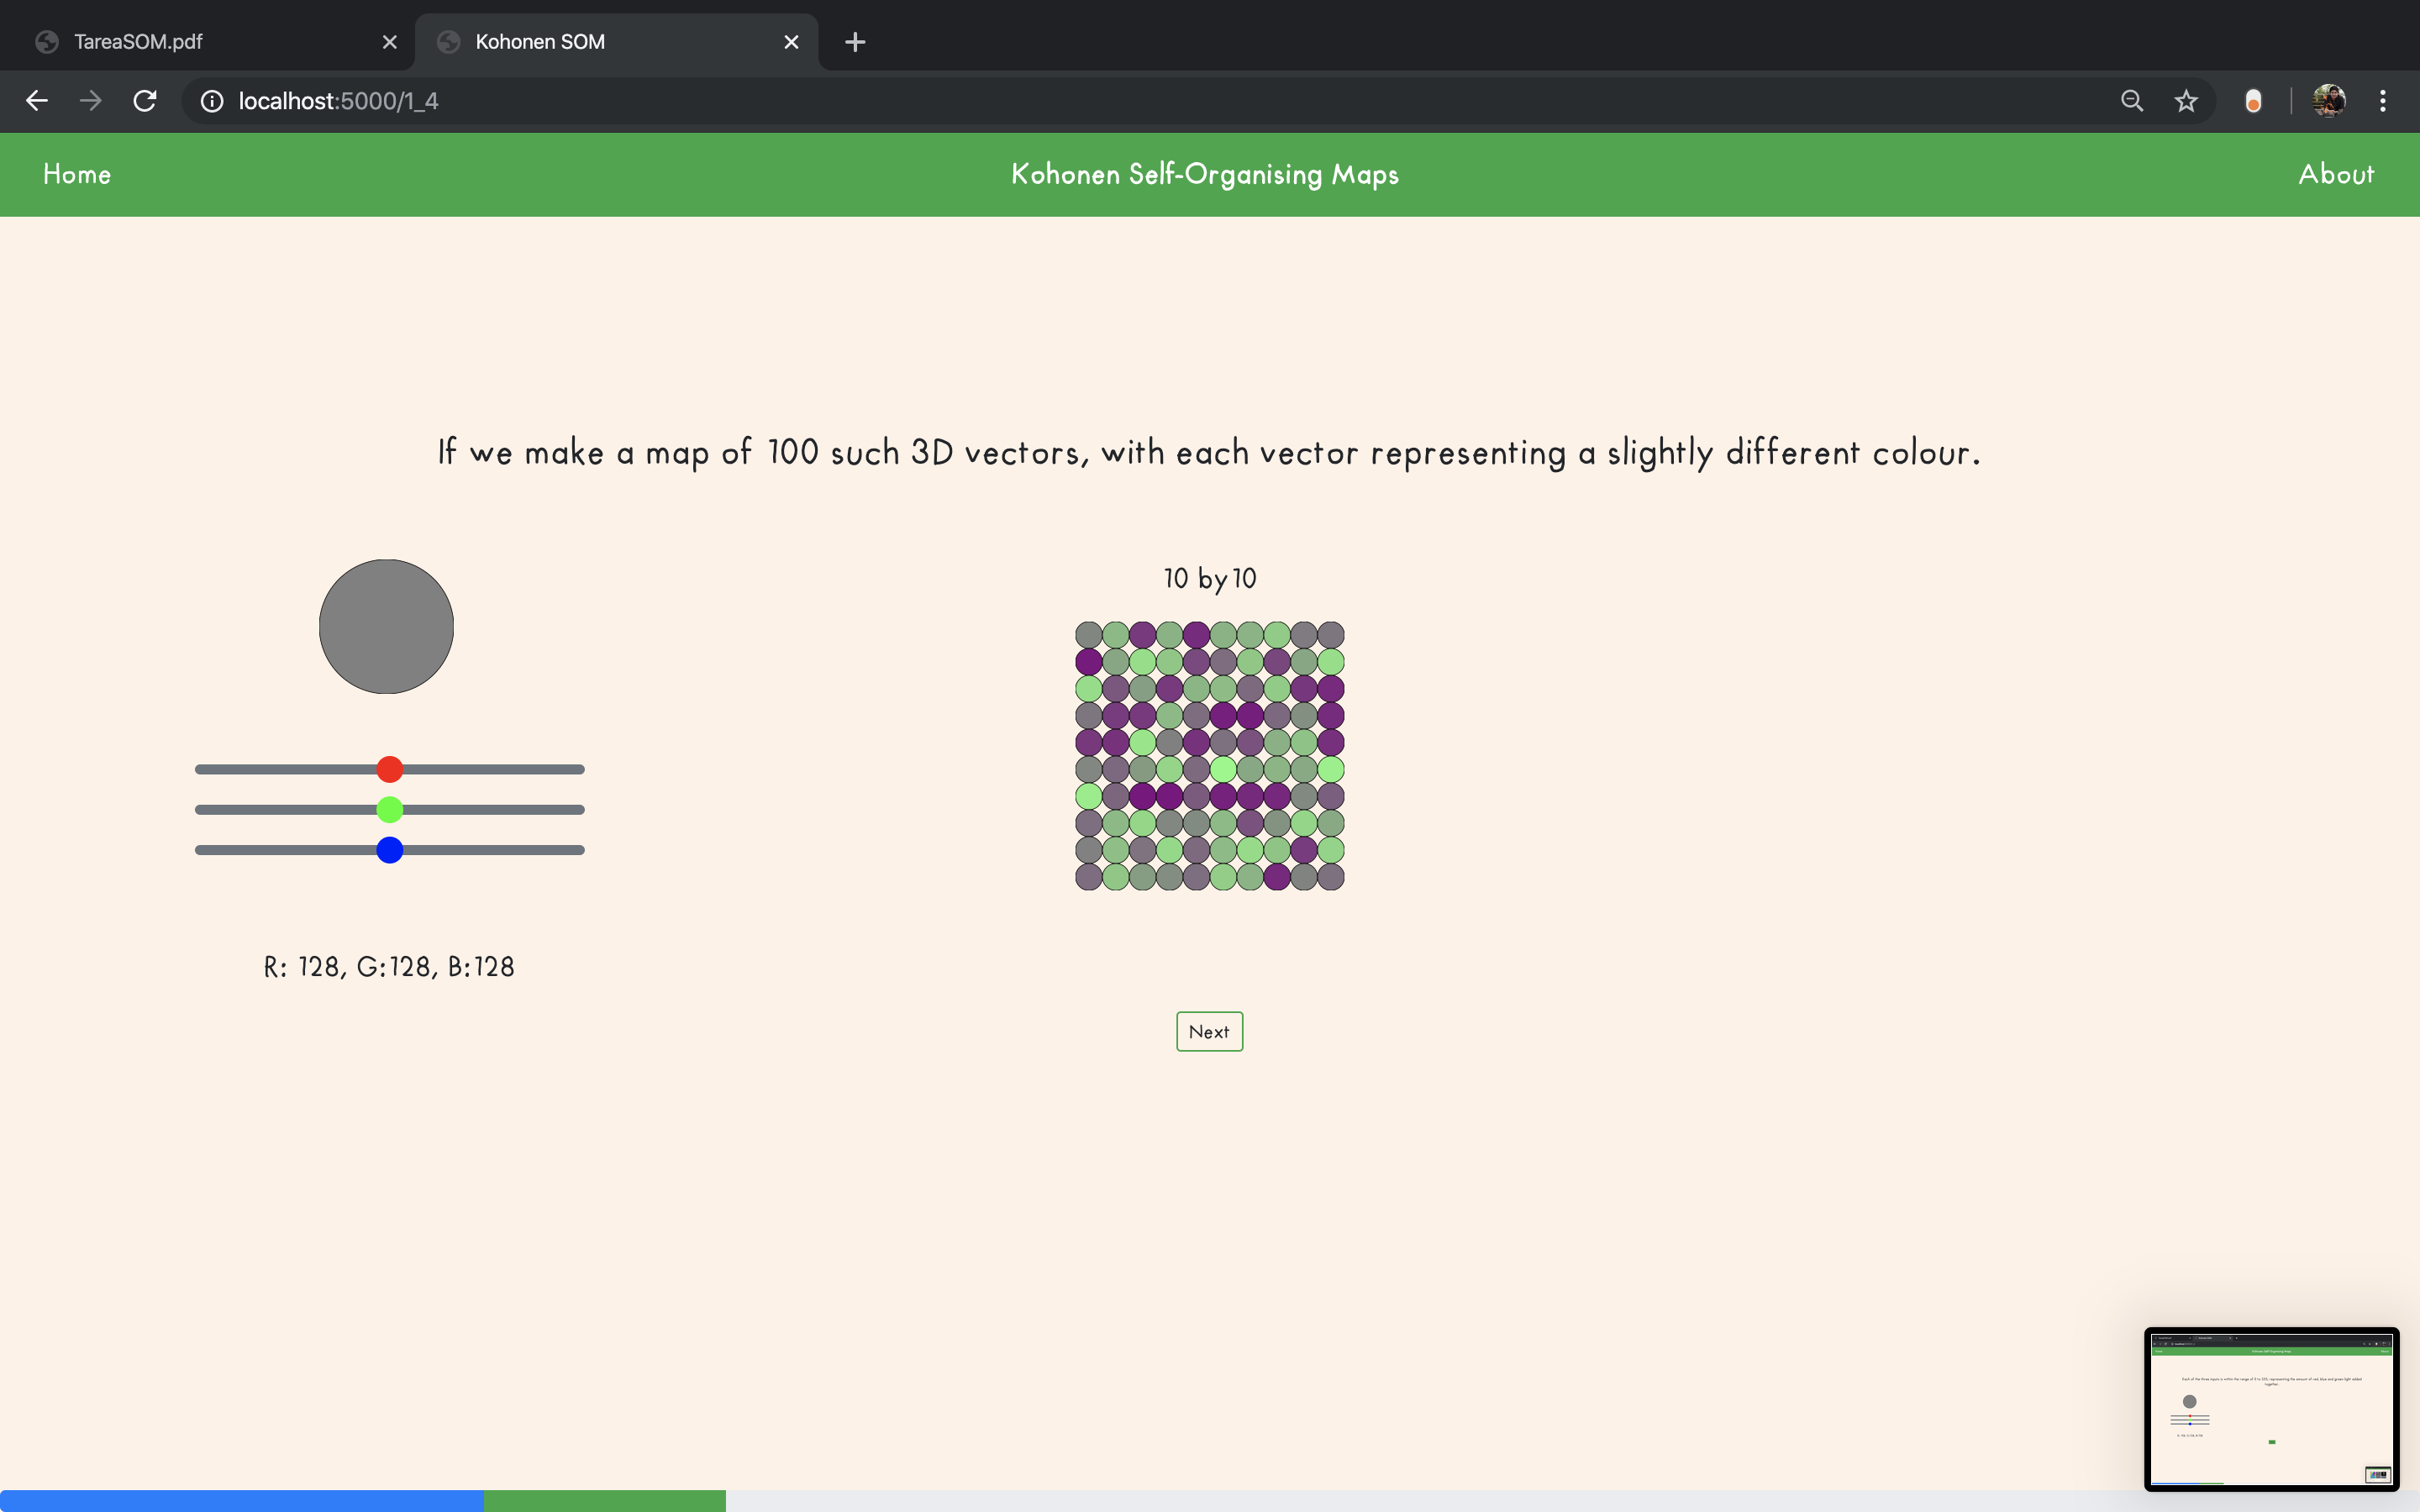 TareaSOM.pdf
Kohonen SOM
localhost:5000/1_4
Home
Kohonen Self-Organising Maps
About
If we make a map of 100 such 3D vectors, with each vector representing a slightly different colour.
10 by 10
R: 128, G:128, B:128
Next